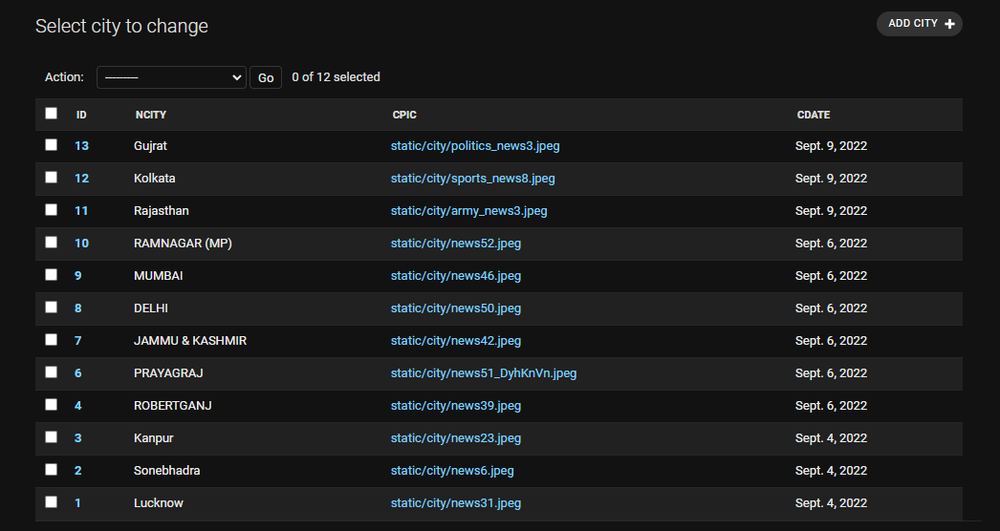 Select city to change
ADD CITY +
Action: --------- Go 0 of 12 selected
ID NCITY CPIC CDATE
13 Gujrat static/city/politics_news3.jpeg Sept. 9, 2022
12 Kolkata static/city/sports_news8.jpeg Sept. 9, 2022
11 Rajasthan static/city/army_news3.jpeg Sept. 9, 2022
10 RAMNAGAR (MP) static/city/news52.jpeg Sept. 6, 2022
9 MUMBAI static/city/news46.jpeg Sept. 6, 2022
8 DELHI static/city/news50.jpeg Sept. 6, 2022
7 JAMMU & KASHMIR static/city/news42.jpeg Sept. 6, 2022
6 PRAYAGRAJ static/city/news51_DyhKnVn.jpeg Sept. 6, 2022
4 ROBERTGANJ static/city/news39.jpeg Sept. 6, 2022
3 Kanpur static/city/news23.jpeg Sept. 4, 2022
2 Sonebhadra static/city/news6.jpeg Sept. 4, 2022
1 Lucknow static/city/news31.jpeg Sept. 4, 2022